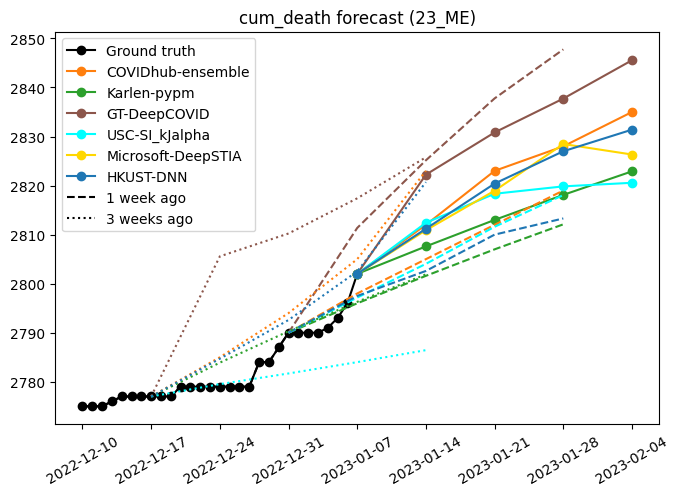 cum_death forecast (23_ME)
2850
2840
2830
2820
2810
2800
2790
2780
Ground truth
COVIDhub-ensemble
Karlen-pypm
GT-DeepCOVID
USC-SI_kJalpha
Microsoft-DeepSTIA
HKUST-DNN
1 week ago
3 weeks ago
2022-12-10
2022-12-17
2022-12-24
2022-12-31
2023-01-07
2023-01-14
2023-01-21
2023-01-28
2023-02-04